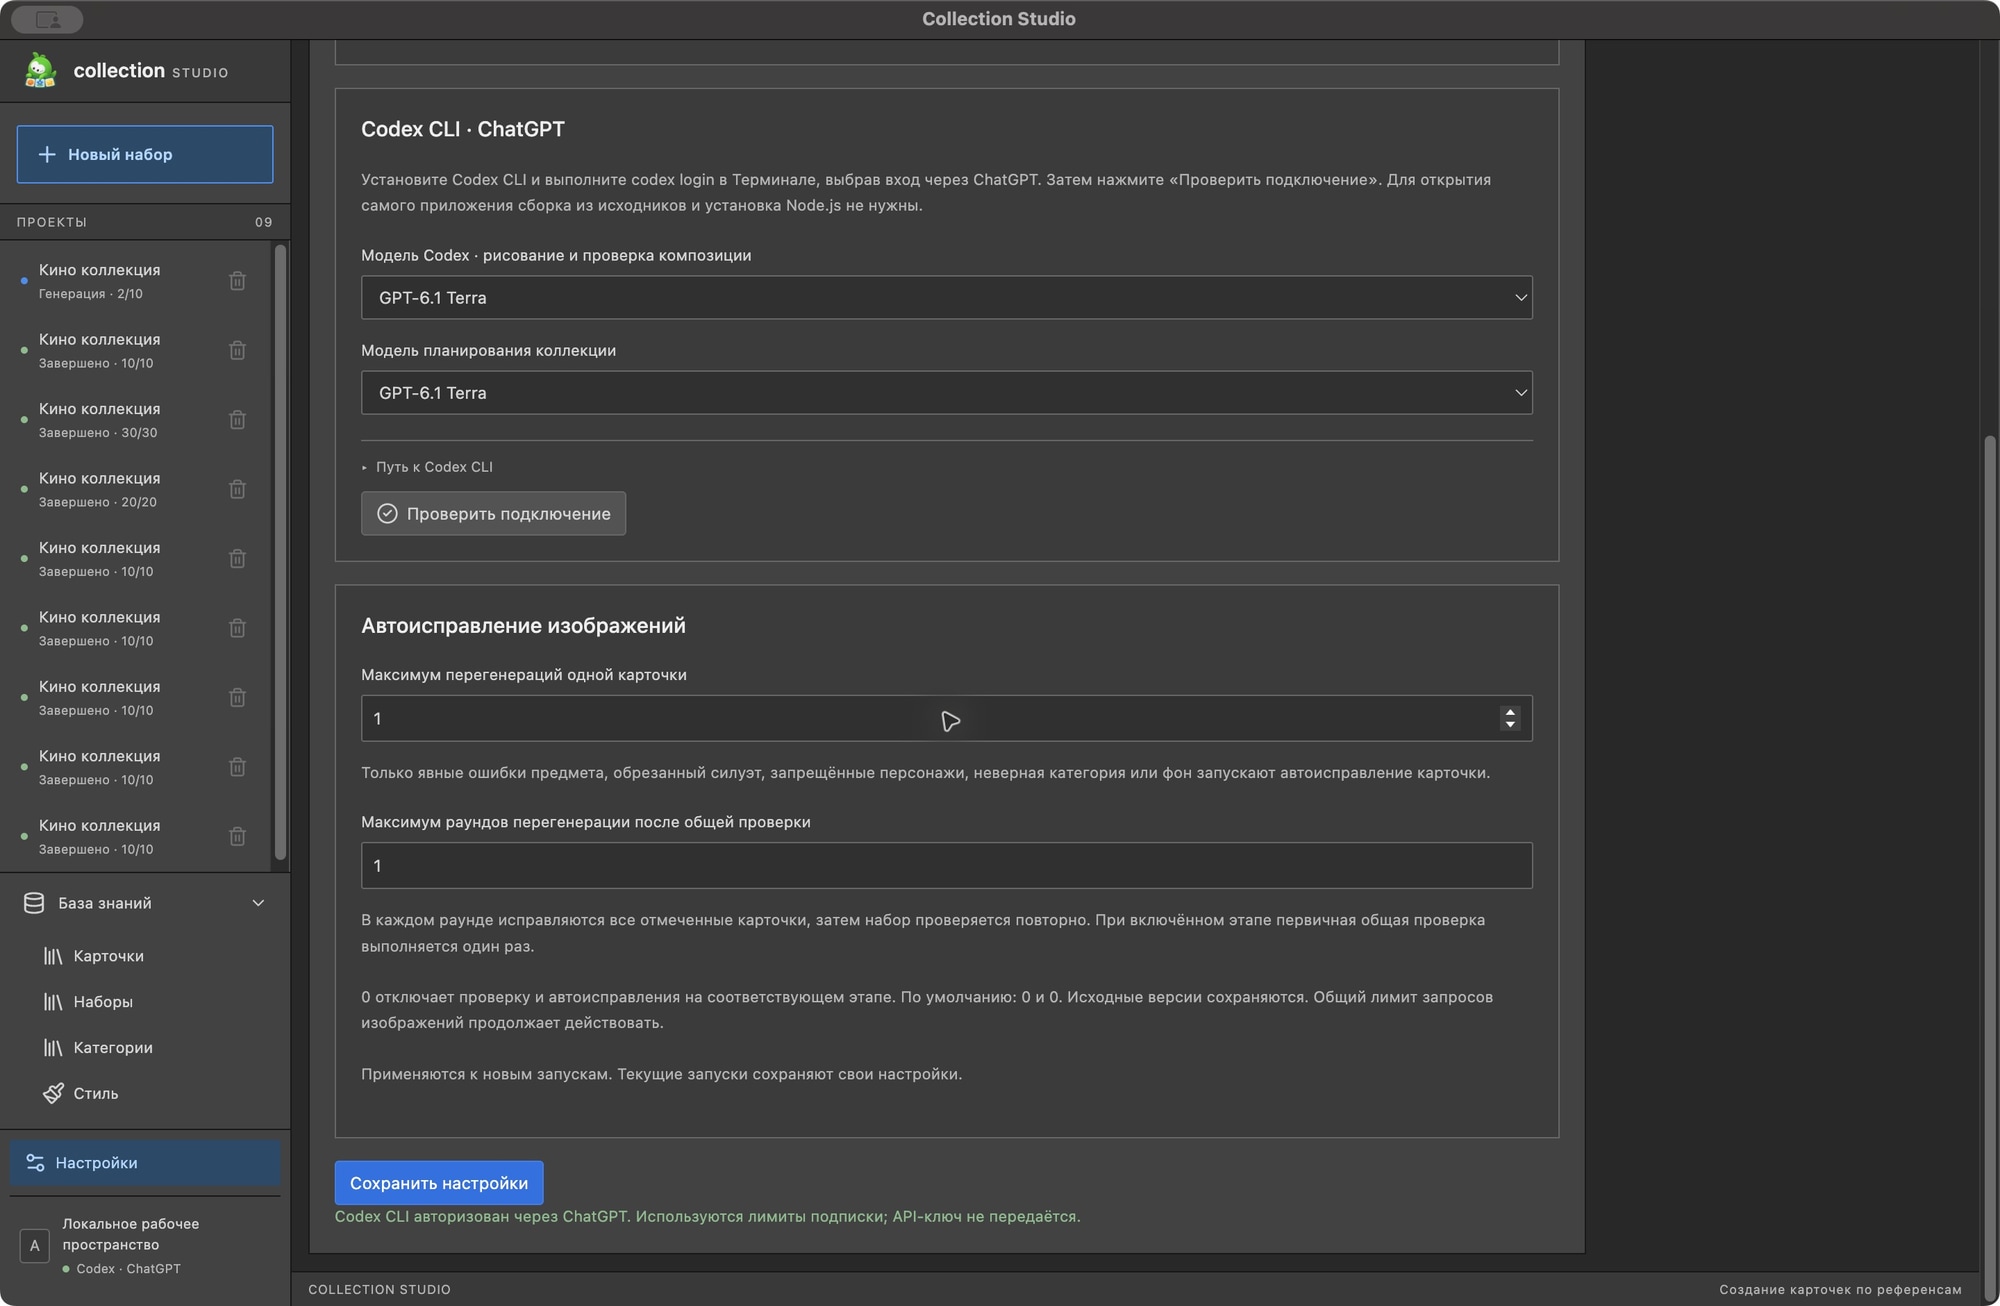 Collection Studio
collection STUDIO
Новый набор
ПРОЕКТЫ 09
Кино коллекция
Генерация · 2/10
Кино коллекция
Завершено · 10/10
Кино коллекция
Завершено · 30/30
Кино коллекция
Завершено · 20/20
Кино коллекция
Завершено · 10/10
Кино коллекция
Завершено · 10/10
Кино коллекция
Завершено · 10/10
Кино коллекция
Завершено · 10/10
Кино коллекция
Завершено · 10/10
База знаний
Карточки
Наборы
Категории
Стиль
Настройки
A
Локальное рабочее
пространство
Codex · ChatGPT
Codex CLI · ChatGPT
Установите Codex CLI и выполните codex login в Терминале, выбрав вход через ChatGPT. Затем нажмите «Проверить подключение». Для открытия
самого приложения сборка из исходников и установка Node.js не нужны.
Модель Codex · рисование и проверка композиции
GPT-6.1 Terra
Модель планирования коллекции
GPT-6.1 Terra
Путь к Codex CLI
Проверить подключение
Автоисправление изображений
Максимум перегенераций одной карточки
1
Только явные ошибки предмета, обрезанный силуэт, запрещённые персонажи, неверная категория или фон запускают автоисправление карточки.
Максимум раундов перегенерации после общей проверки
1
В каждом раунде исправляются все отмеченные карточки, затем набор проверяется повторно. При включённом этапе первичная общая проверка
выполняется один раз.
0 отключает проверку и автоисправления на соответствующем этапе. По умолчанию: 0 и 0. Исходные версии сохраняются. Общий лимит запросов
изображений продолжает действовать.
Применяются к новым запускам. Текущие запуски сохраняют свои настройки.
Сохранить настройки
Codex CLI авторизован через ChatGPT. Используются лимиты подписки; API-ключ не передаётся.
COLLECTION STUDIO
Создание карточек по референсам